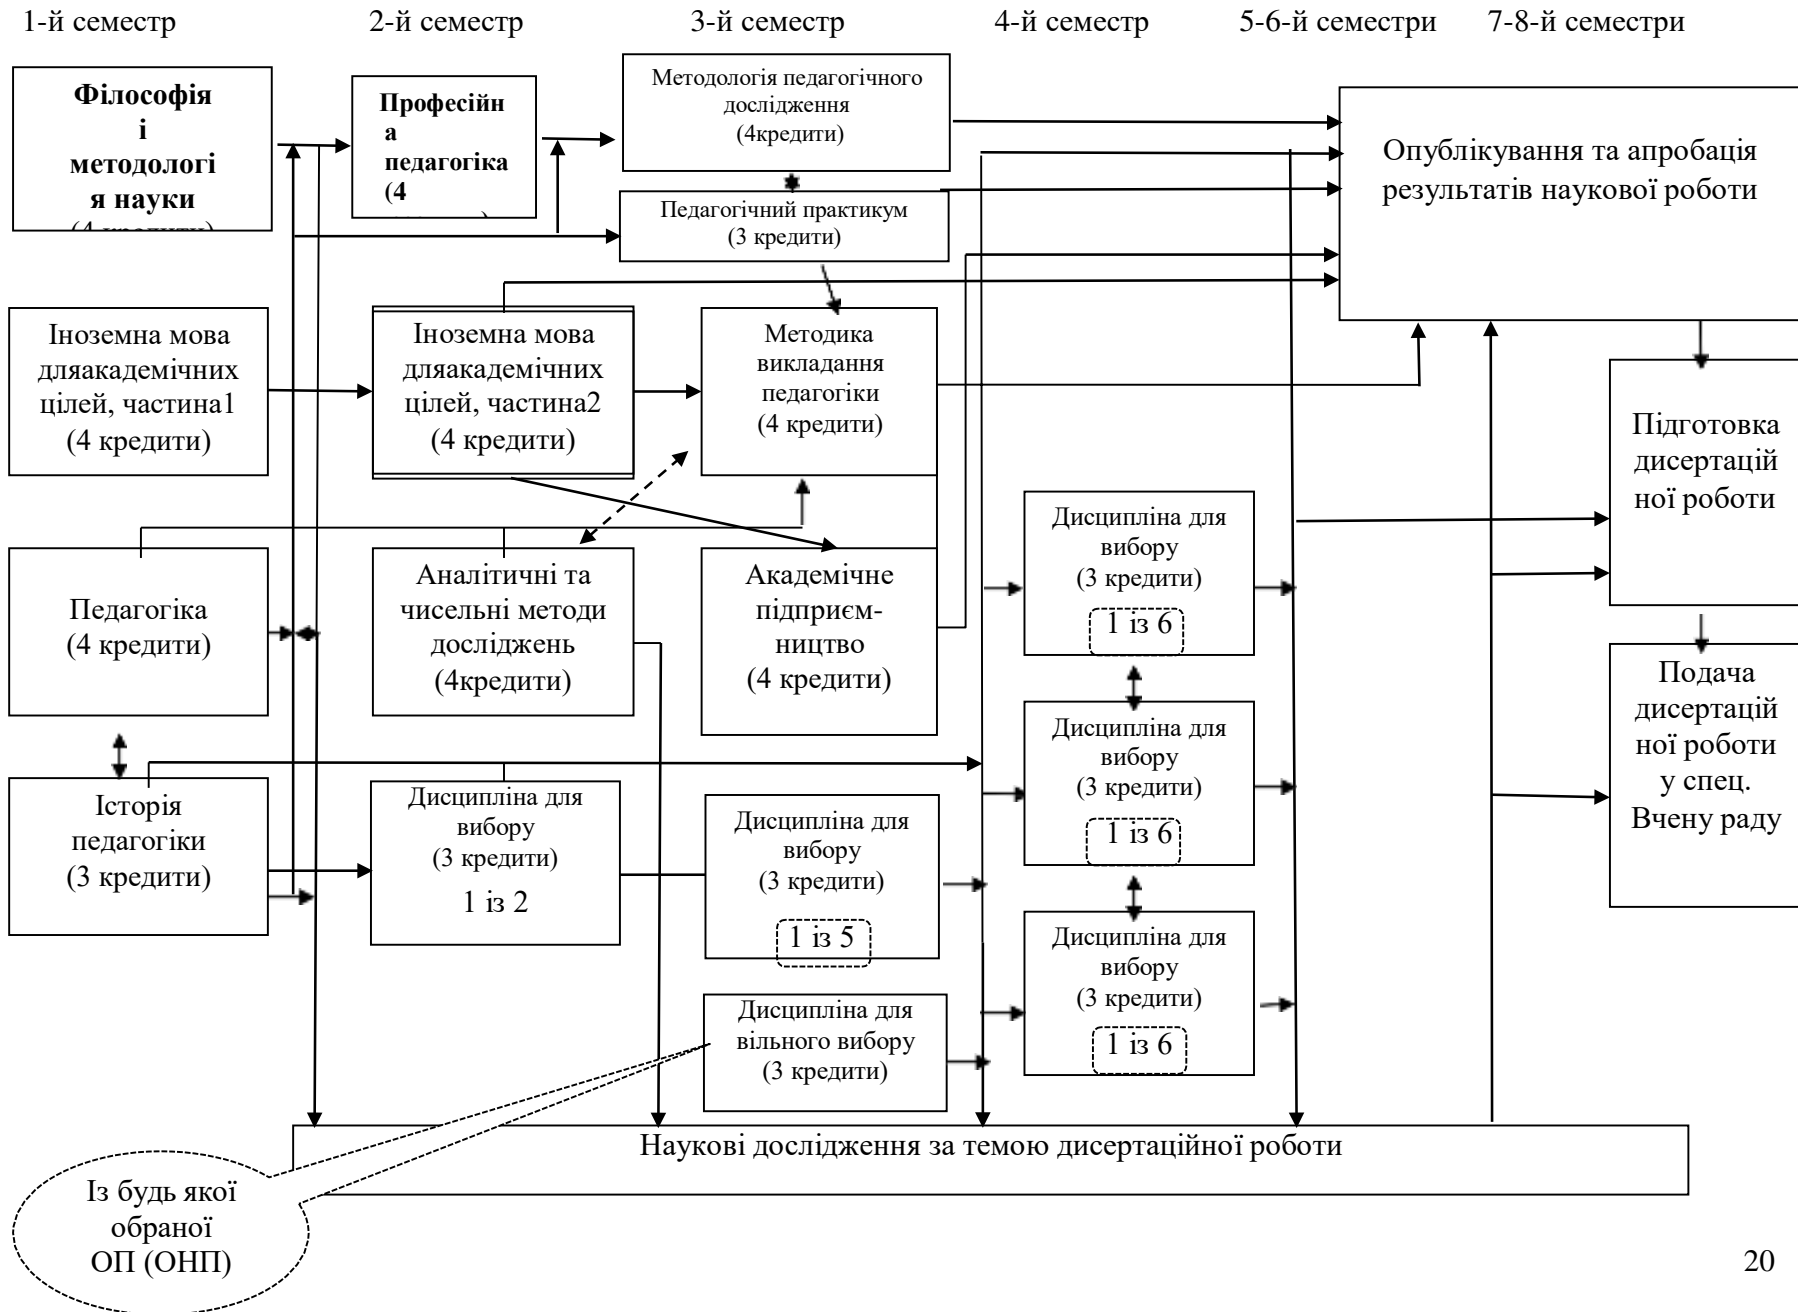 1-й семестр
2-й семестр
3-й семестр
4-й семестр
5-6-й семестри
7-8-й семестри
Філософія
і
методологі
я науки
Професійн
а
педагогіка
(4
Методологія педагогічного
дослідження
(4кредити)
Педагогічний практикум
(3 кредити)
Опублікування та апробація
результатів наукової роботи
Іноземна мова
дляакадемічних
цілей, частина1
(4 кредити)
Іноземна мова
дляакадемічних
цілей, частина2
(4 кредити)
Методика
викладання
педагогіки
(4 кредити)
Підготовка
дисертацій
ної роботи
Педагогіка
(4 кредити)
Аналітичні та
чисельні методи
досліджень
(4кредити)
Академічне
підприєм-
ництво
(4 кредити)
Дисципліна для
вибору
(3 кредити)
1 із 6
Дисципліна для
вибору
(3 кредити)
1 із 6
Дисципліна для
вибору
(3 кредити)
1 із 6
Подача
дисертацій
ної роботи
у спец.
Вчену раду
Історія
педагогіки
(3 кредити)
Дисципліна для
вибору
(3 кредити)
1 із 2
Дисципліна для
вибору
(3 кредити)
1 із 5
Дисципліна для
вільного вибору
(3 кредити)
Наукові дослідження за темою дисертаційної роботи
Із будь якої
обраної
ОП (ОНП)
20